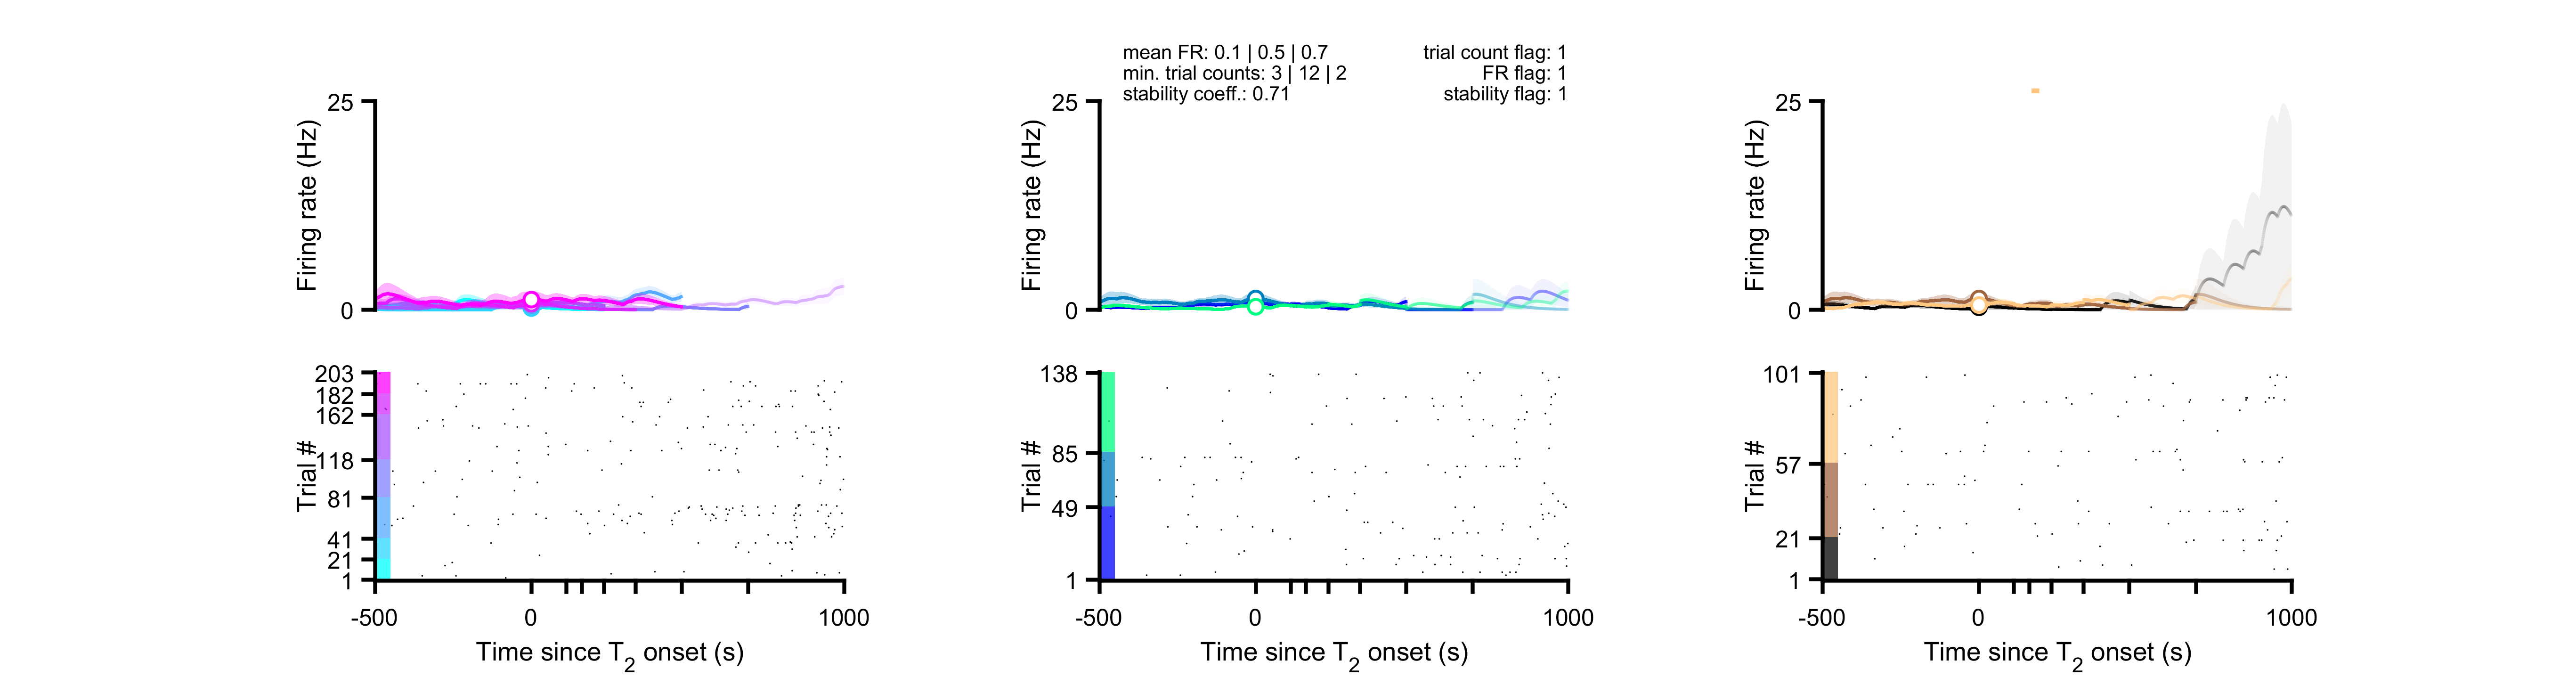 mean FR: 0.1 | 0.5 | 0.7
min. trial counts: 3 | 12 | 2
stability coeff.: 0.71
trial count flag: 1
FR flag: 1
stability flag: 1
25
0
Firing rate (Hz)
203
182
162
118
81
41
21
1
Trial #
-500
0
1000
Time since T2 onset (s)
25
0
Firing rate (Hz)
138
85
49
1
Trial #
-500
0
1000
Time since T2 onset (s)
25
0
Firing rate (Hz)
101
57
21
1
Trial #
-500
0
1000
Time since T2 onset (s)